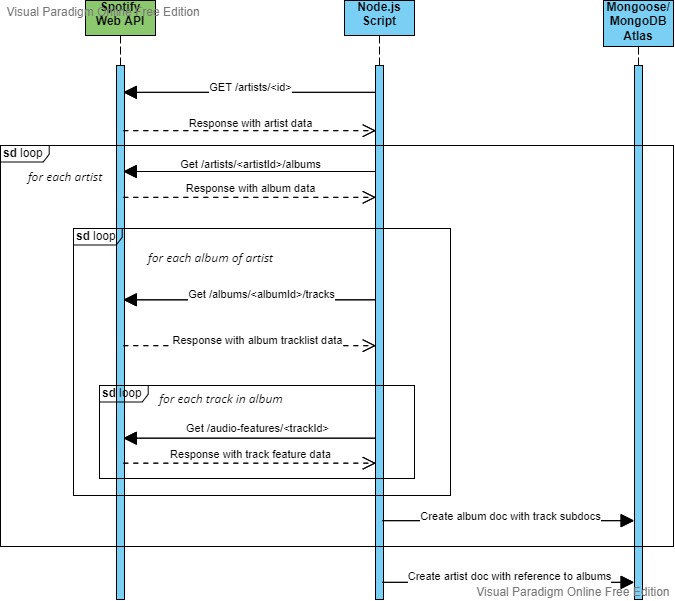 Visual Paradigm Online Free Edition
Spotify
Web API
Node.js
Script
Mongoose/
MongoDB
Atlas
GET /artists/<id>
Response with artist data
sd loop
for each artist
Get /artists/<artistId>/albums
Response with album data
sd loop
for each album of artist
Get /albums/<albumId>/tracks
Response with album tracklist data
sd loop
for each track in album
Get /audio-features/<trackId>
Response with track feature data
Create album doc with track subdocs
Create artist doc with reference to albums
Visual Paradigm Online Free Edition